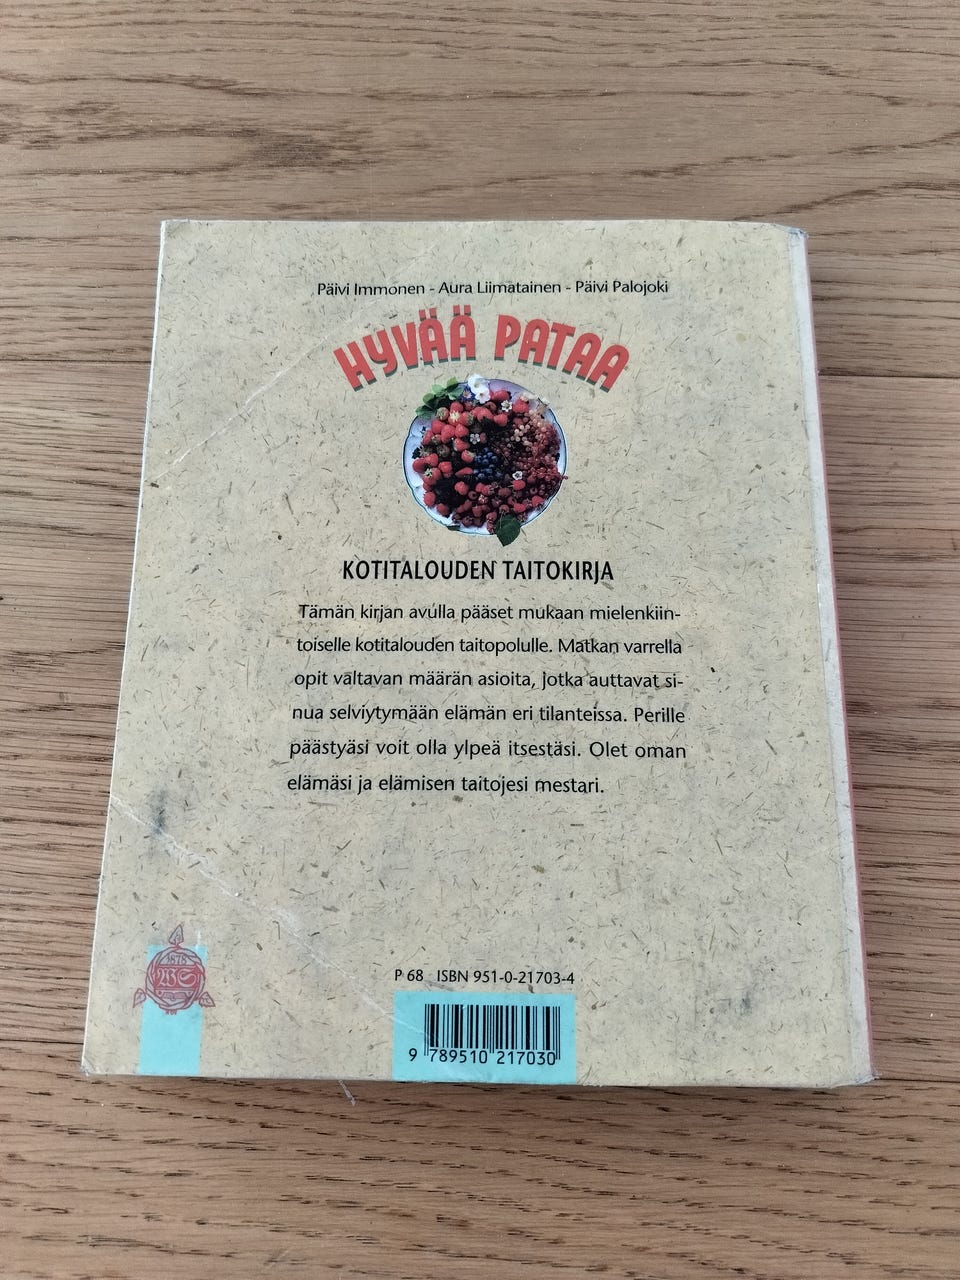 Päivi Immonen - Aura Liimatainen - Päivi Palojoki
HYVÄÄ PATAA
KOTITALOUDEN TAITOKIRJA
Tämän kirjan avulla pääset mukaan mielenkiin-
toiselle kotitalouden taitopolulle. Matkan varrella
opit valtavan määrän asioita, jotka auttavat si-
nua selviytymään elämän eri tilanteissa. Perille
päästyäsi voit olla ylpeä itsestäsi. Olet oman
elämäsi ja elämisen taitojesi mestari.
1878
WS
P 68 ISBN 951-0-21703-4
9 789510 217030